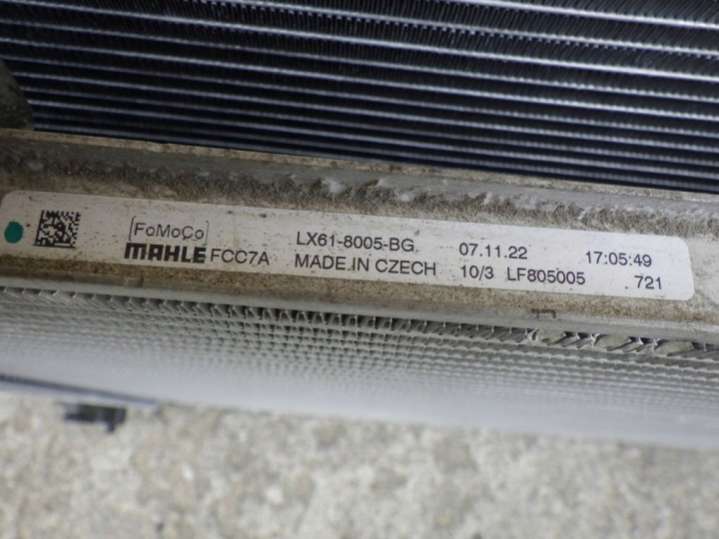 FoMoCo LX61-8005-BG 07.11.22 17:05:49
MAHLE FCC7A MADE IN CZECH 10/3 LF805005 .721